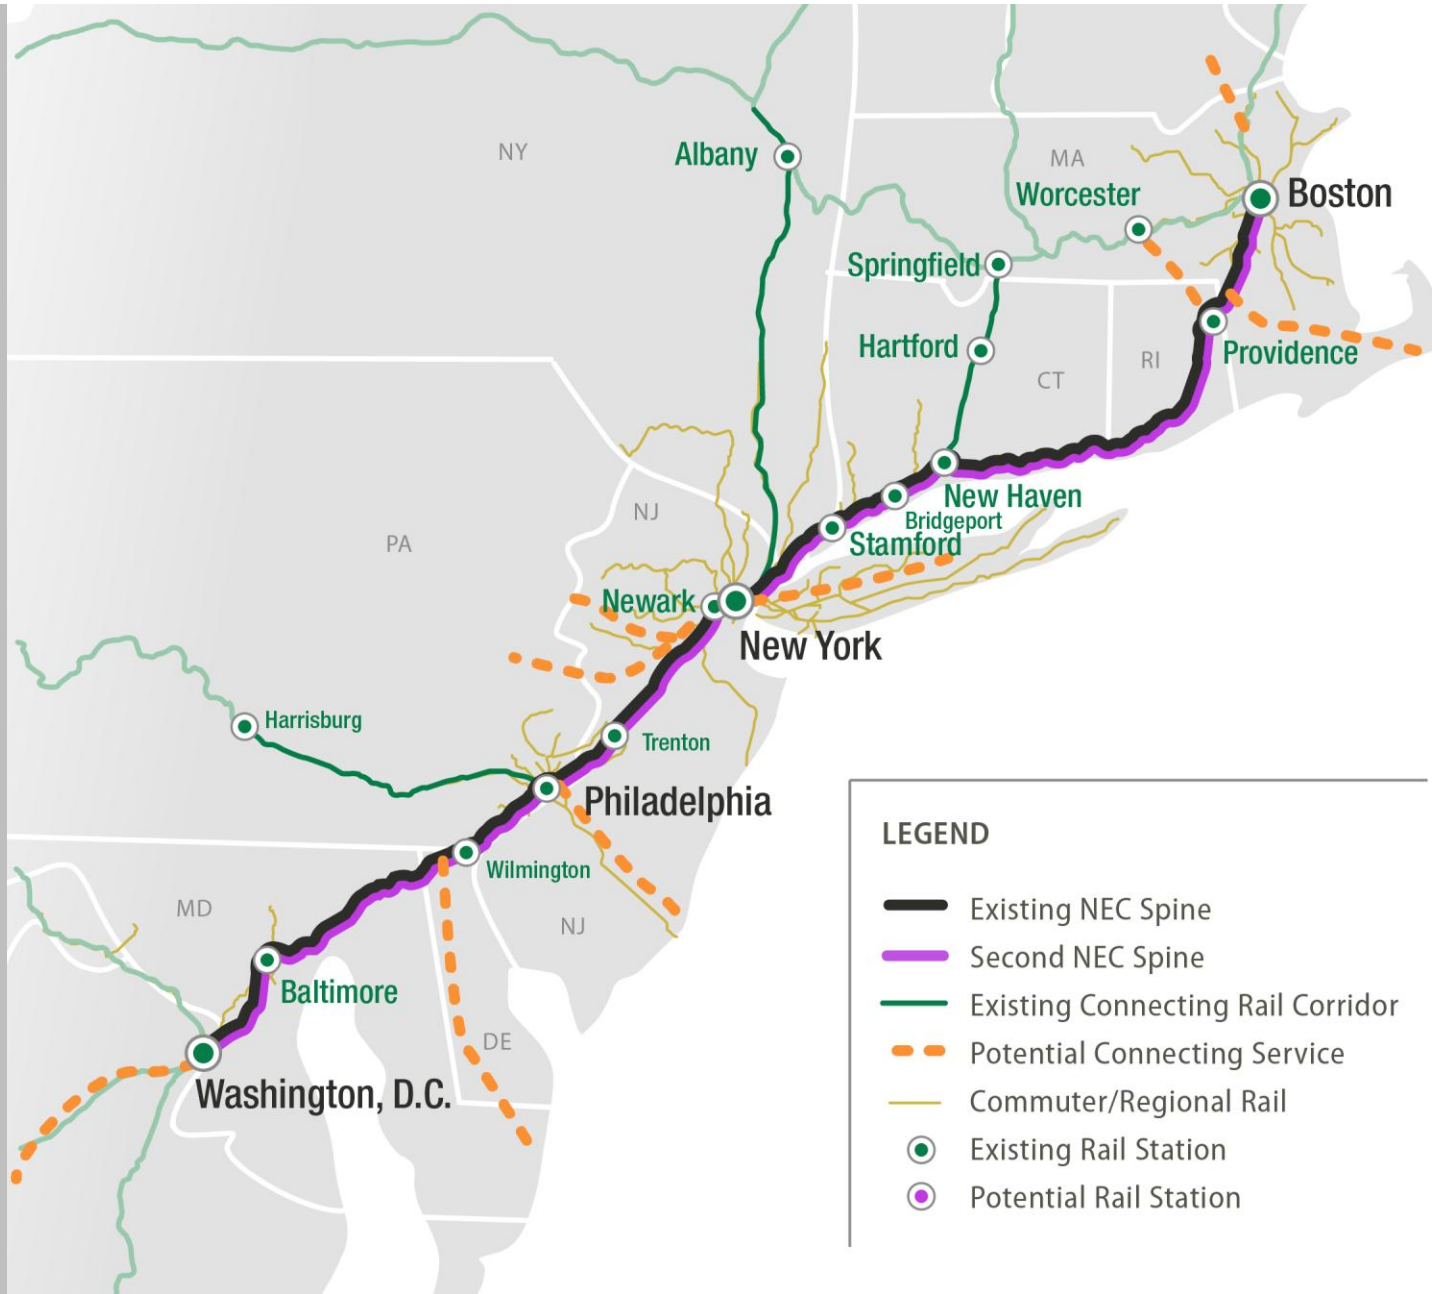 NY
Albany
MA
Worcester
Boston
Springfield
Hartford
CT
RI
Providence
New Haven
Bridgeport
Stamford
NJ
PA
Newark
New York
Harrisburg
Trenton
Philadelphia
Wilmington
MD
NJ
Baltimore
DE
Washington, D.C.
LEGEND
Existing NEC Spine
Second NEC Spine
Existing Connecting Rail Corridor
Potential Connecting Service
Commuter/Regional Rail
Existing Rail Station
Potential Rail Station